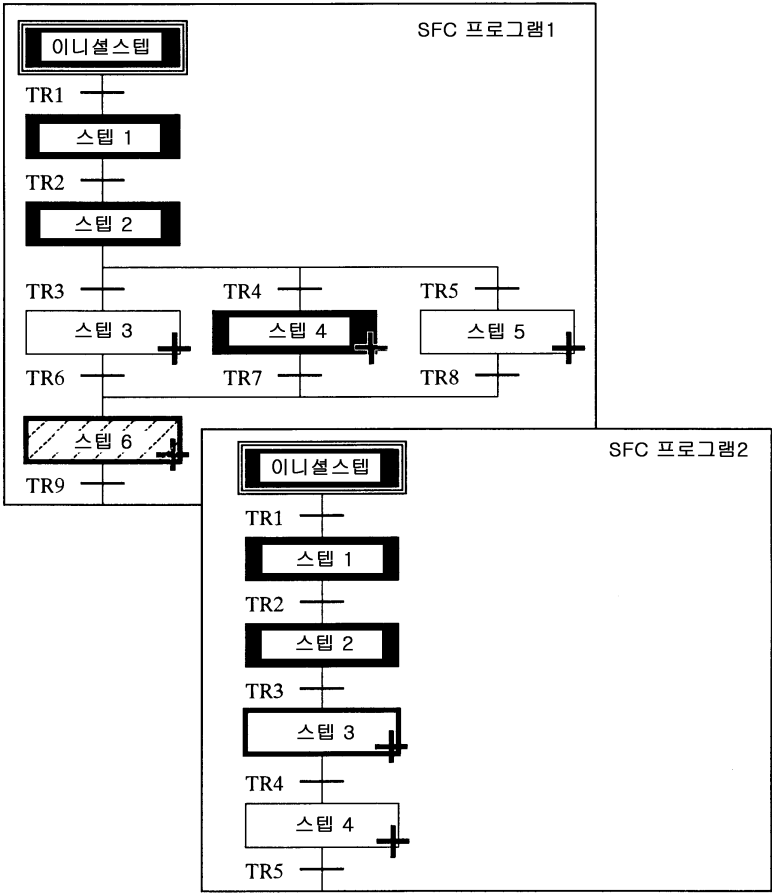 SFC 프로그램1
이니셜스텝
TR1
스텝 1
TR2
스텝 2
TR3 TR4 TR5
스텝 3 스텝 4 스텝 5
TR6 TR7 TR8
스텝 6
TR9
SFC 프로그램2
이니셜스텝
TR1
스텝 1
TR2
스텝 2
TR3
스텝 3
TR4
스텝 4
TR5